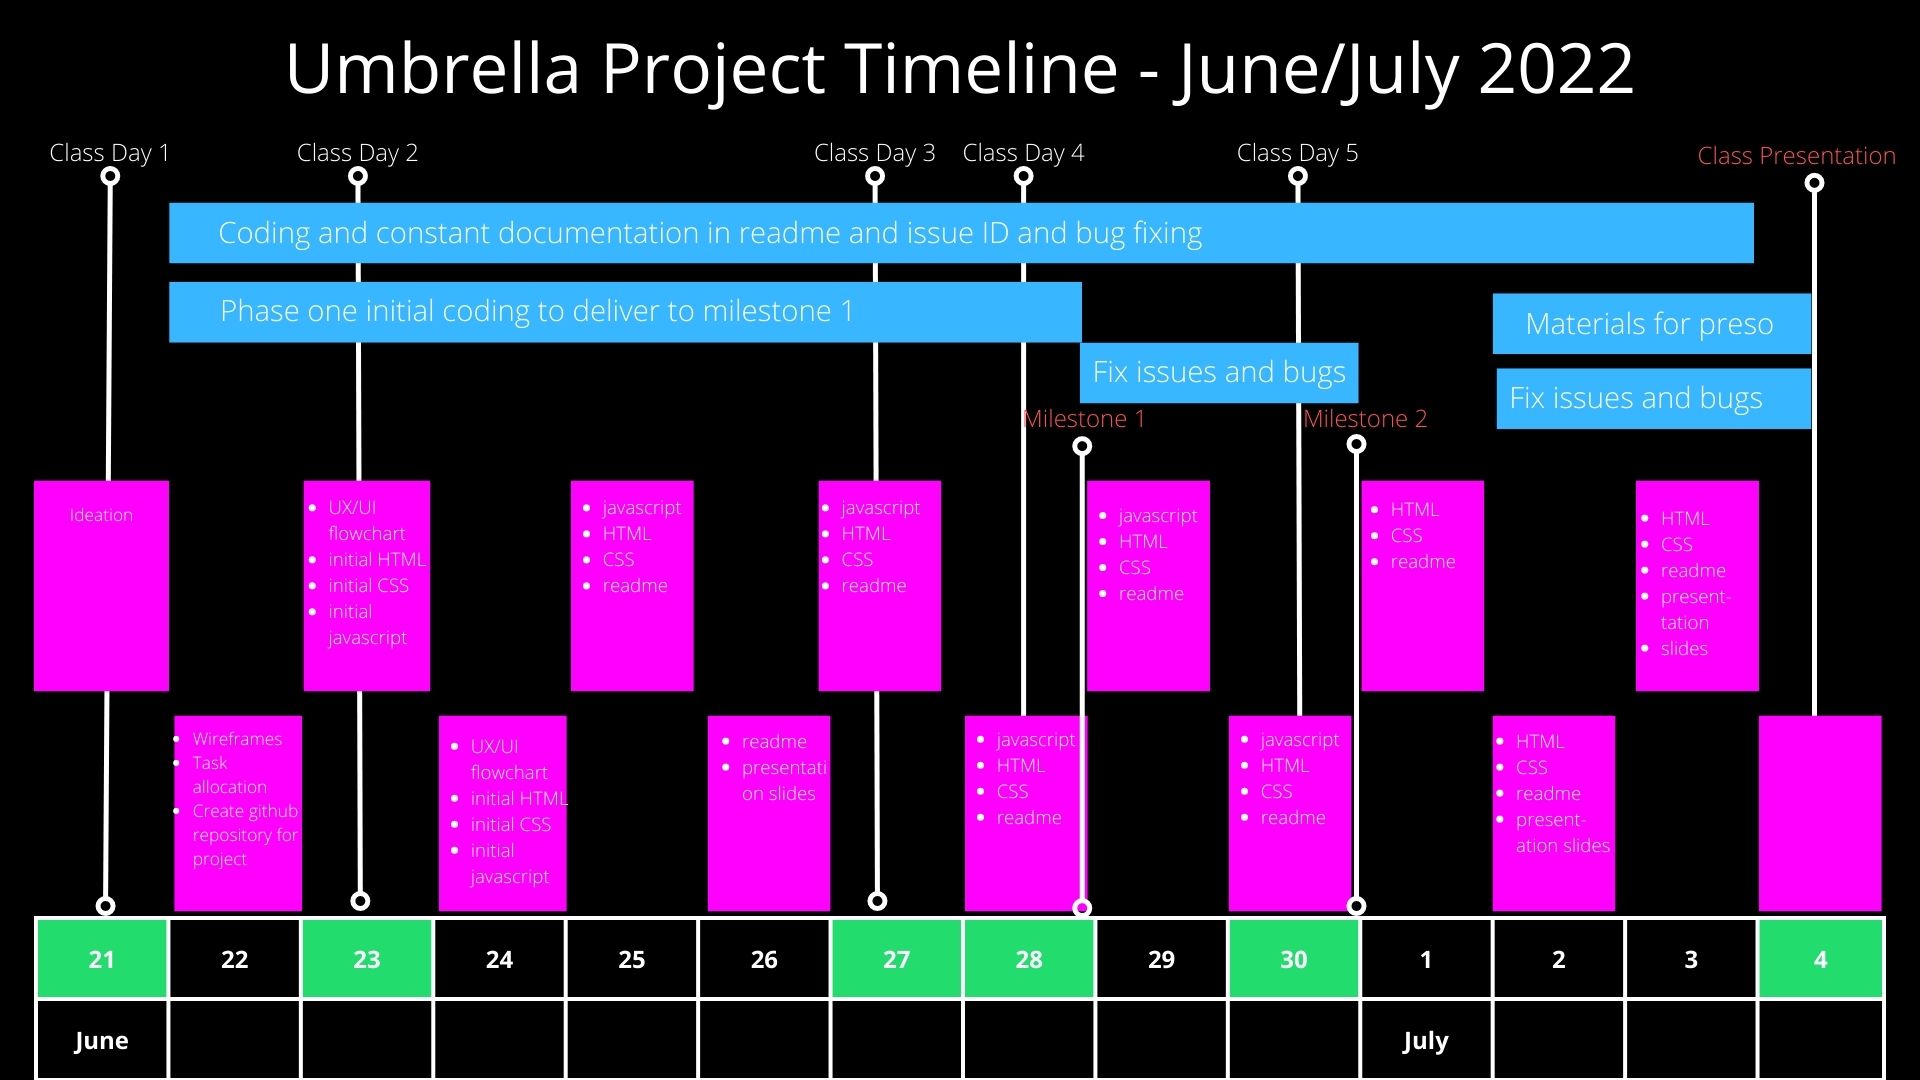 Umbrella Project Timeline - June/July 2022
Class Day 1
Class Day 2
Class Day 3
Class Day 4
Class Day 5
Class Presentation
Coding and constant documentation in readme and issue ID and bug fixing
Phase one initial coding to deliver to milestone 1
Materials for preso
Fix issues and bugs
Fix issues and bugs
Milestone 1
Milestone 2
Ideation
UX/UI
flowchart
initial HTML
initial CSS
initial
javascript
javascript
HTML
CSS
readme
javascript
HTML
CSS
readme
javascript
HTML
CSS
readme
HTML
CSS
readme
HTML
CSS
readme
present-
tation
slides
Wireframes
Task
allocation
Create github
repository for
project
UX/UI
flowchart
initial HTML
initial CSS
initial
javascript
readme
presentati
on slides
javascript
HTML
CSS
readme
javascript
HTML
CSS
readme
HTML
CSS
readme
present-
ation slides
21
22
23
24
25
26
27
28
29
30
1
2
3
4
June
July